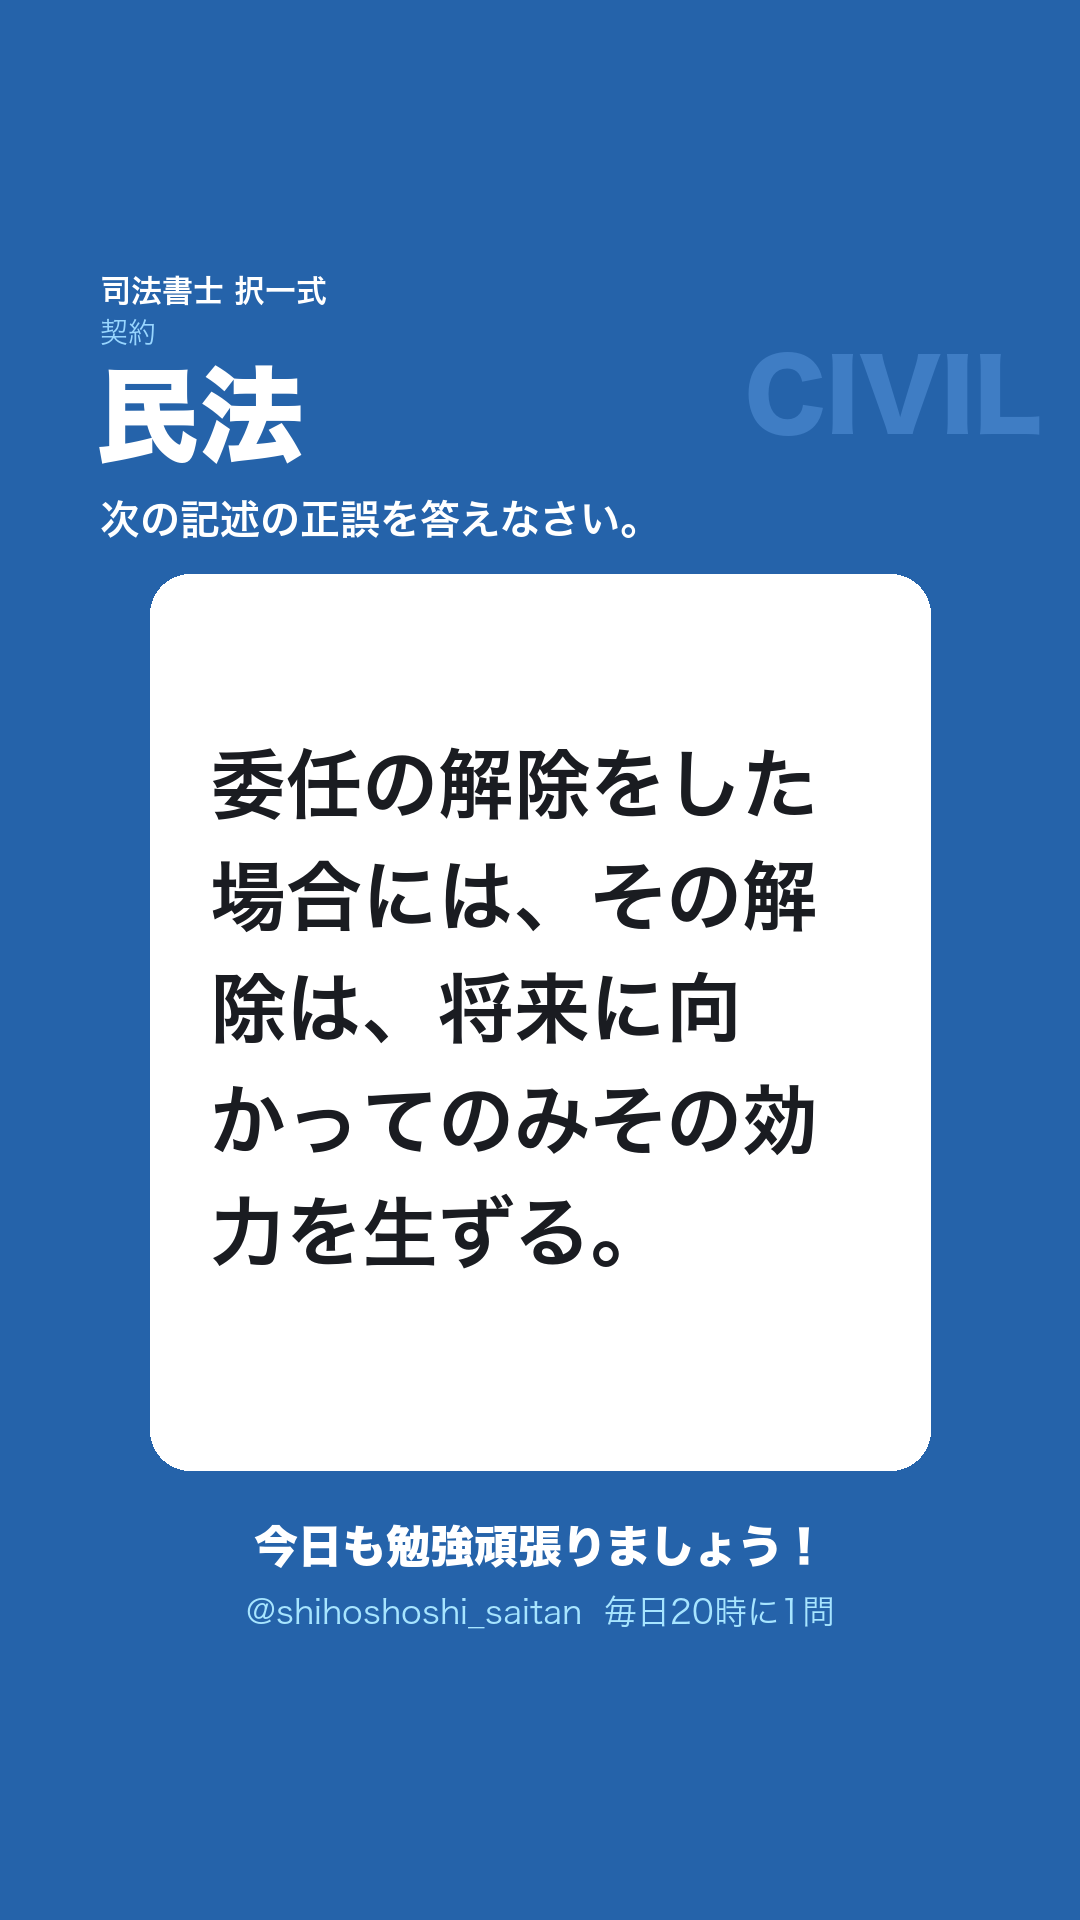 司法書士 択一式
契約
民法
CIVIL
次の記述の正誤を答えなさい。
委任の解除をした
場合には、その解
除は、将来に向
かってのみその効
力を生ずる。
今日も勉強頑張りましょう！
@shihoshoshi_saitan 毎日20時に1問